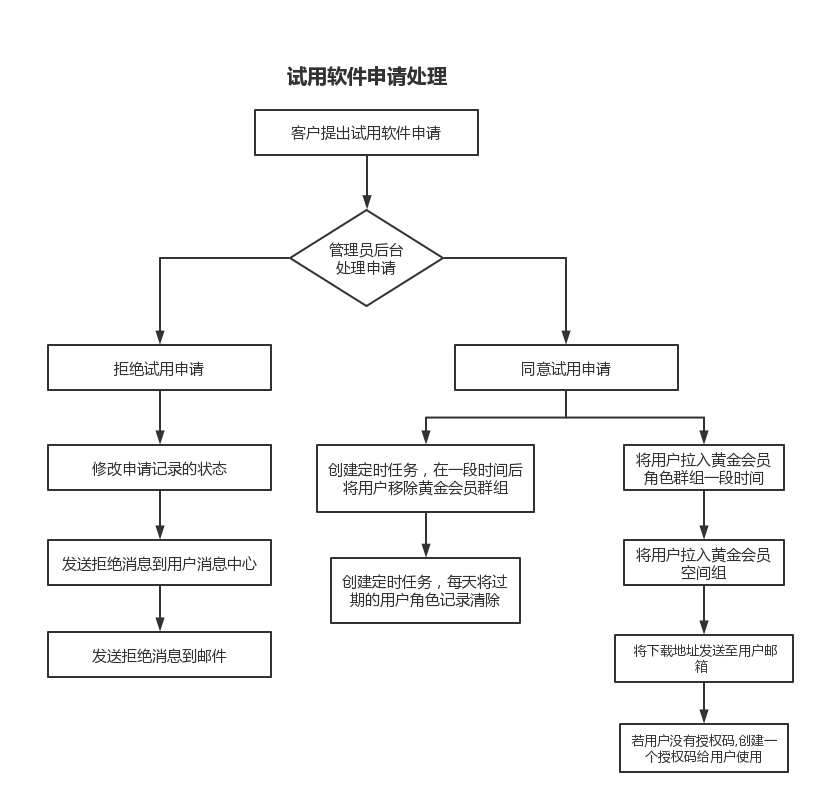 试用软件申请处理
客户提出试用软件申请
管理员后台
处理申请
拒绝试用申请
同意试用申请
修改申请记录的状态
创建定时任务，在一段时间后
将用户移除黄金会员群组
将用户拉入黄金会员
角色群组一段时间
发送拒绝消息到用户消息中心
创建定时任务，每天将过
期的用户角色记录清除
将用户拉入黄金会员
空间组
发送拒绝消息到邮件
将下载地址发送至用户邮
箱
若用户没有授权码,创建一
个授权码给用户使用